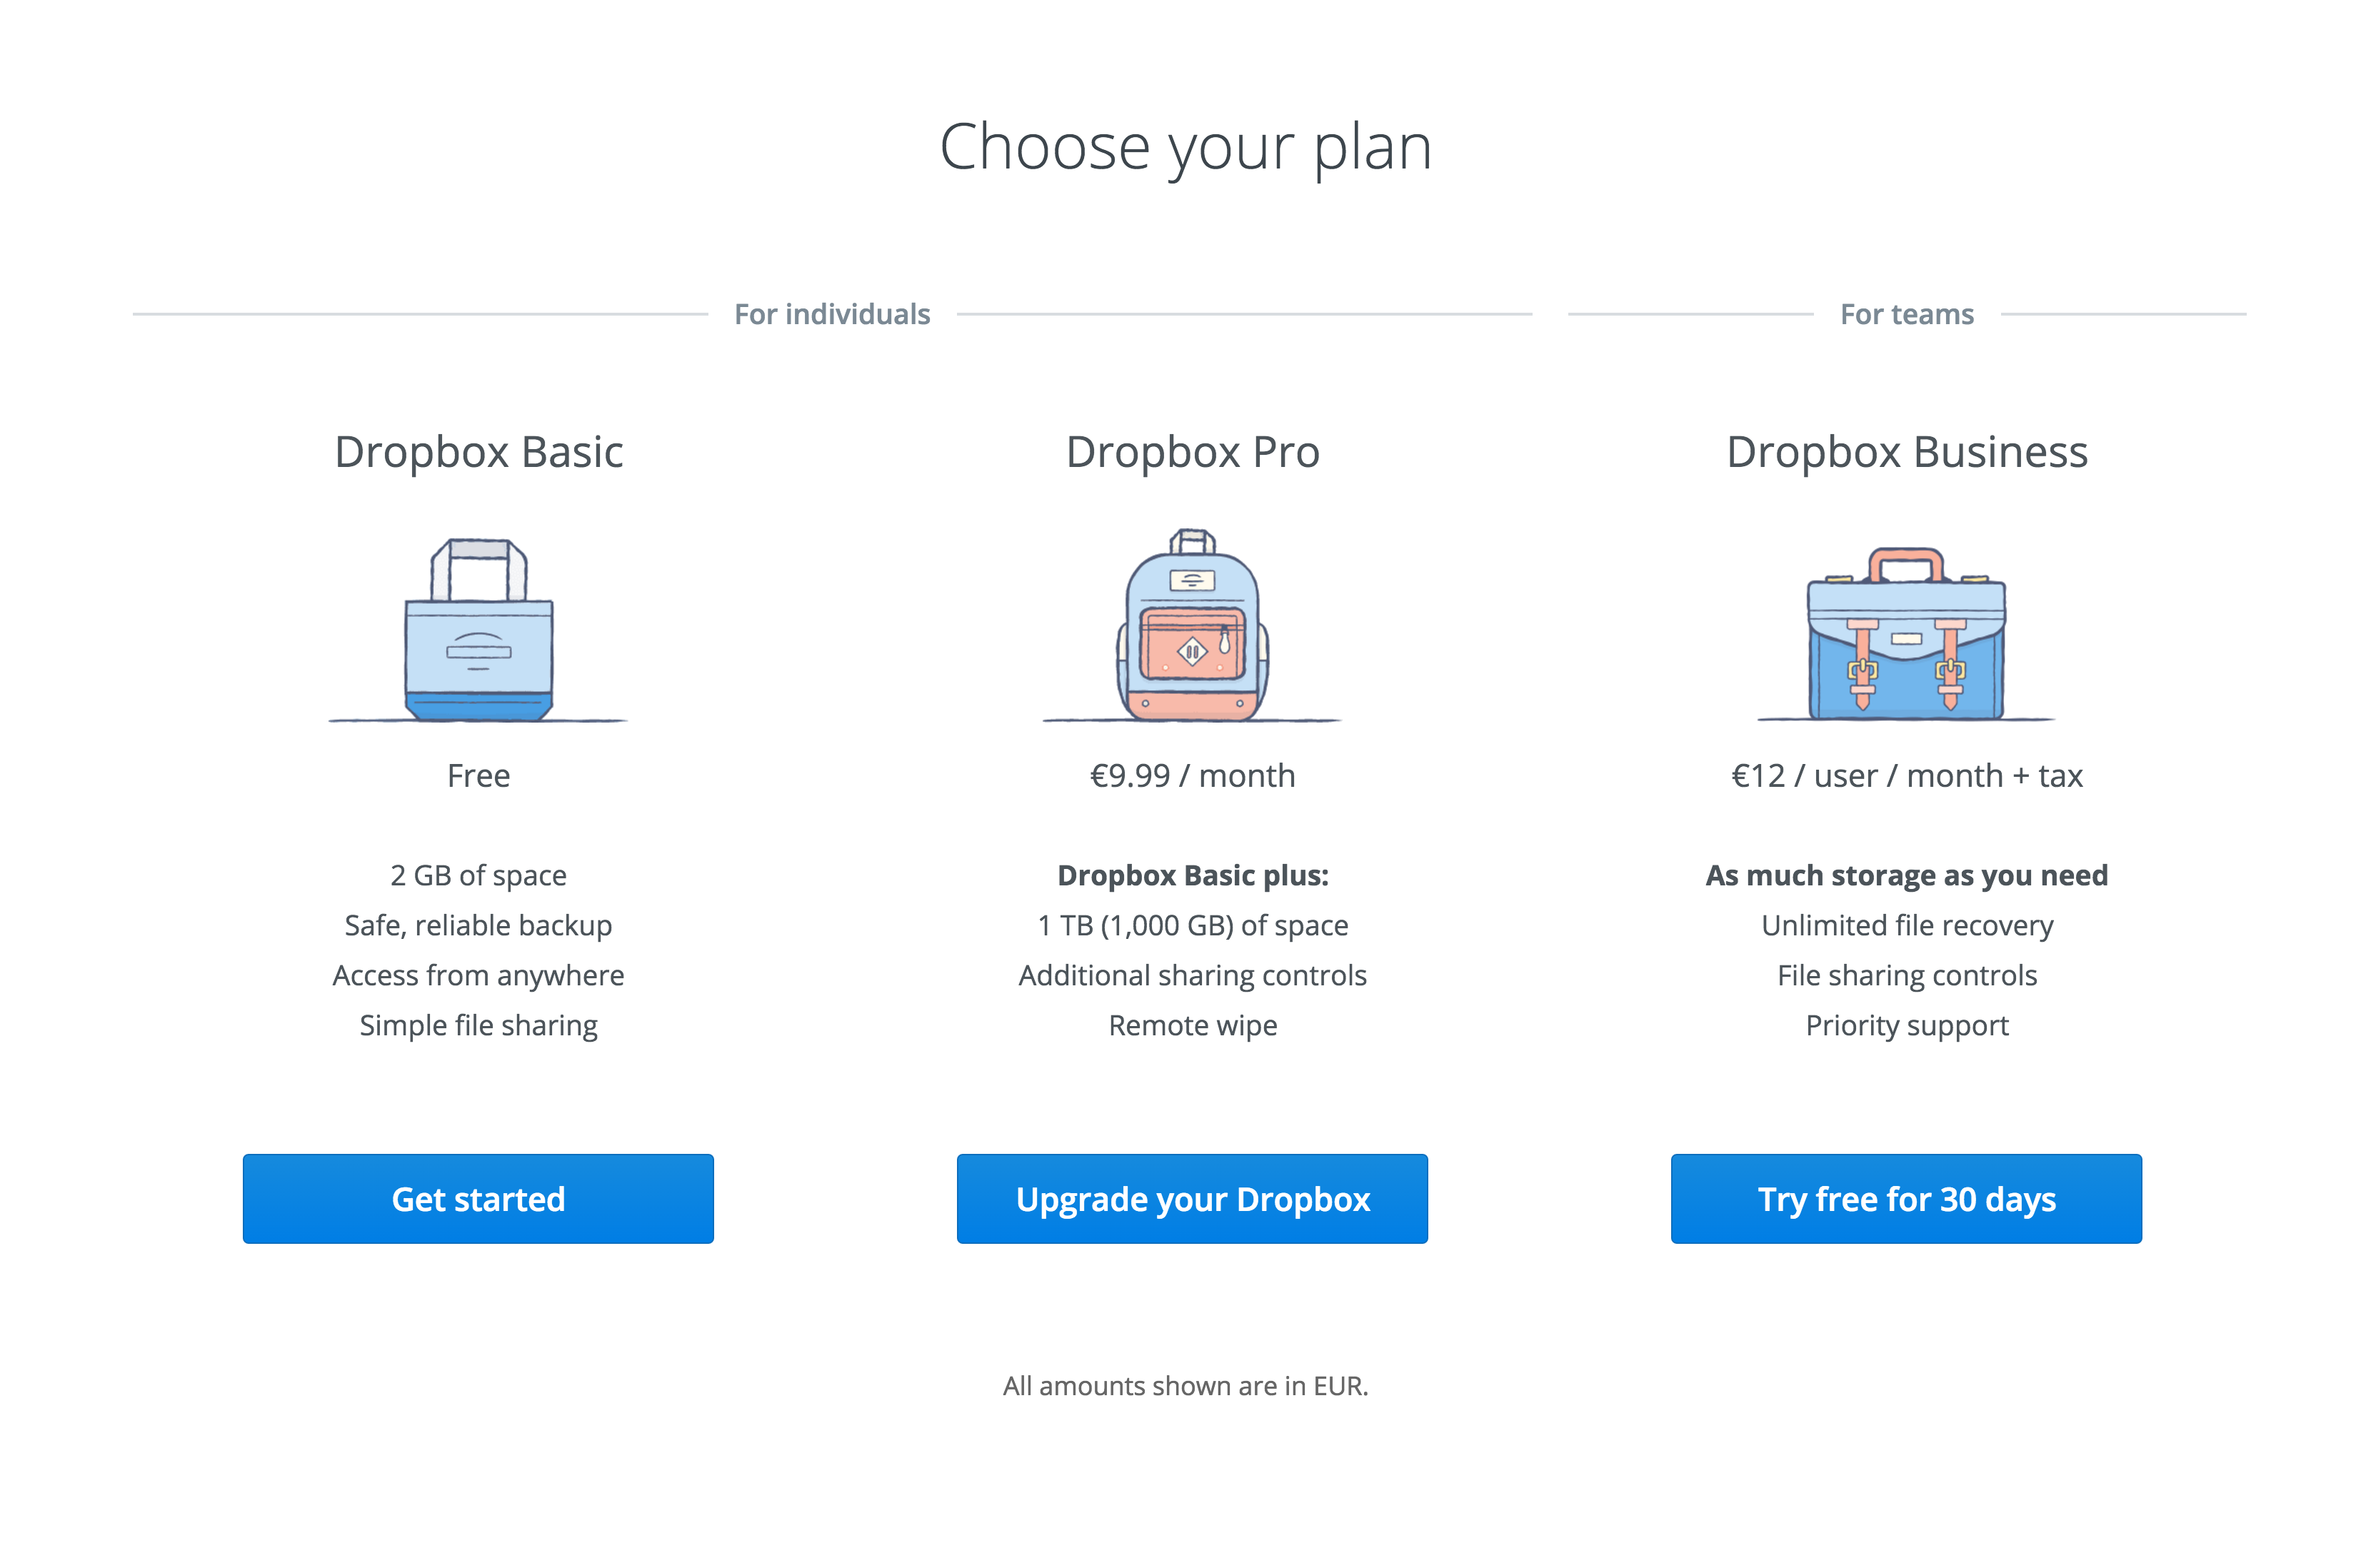 Choose your plan
For individuals
For teams
Dropbox Basic
Free
2 GB of space
Safe, reliable backup
Access from anywhere
Simple file sharing
Get started
Dropbox Pro
€9.99 / month
Dropbox Basic plus:
1 TB (1,000 GB) of space
Additional sharing controls
Remote wipe
Upgrade your Dropbox
Dropbox Business
€12 / user / month + tax
As much storage as you need
Unlimited file recovery
File sharing controls
Priority support
Try free for 30 days
All amounts shown are in EUR.